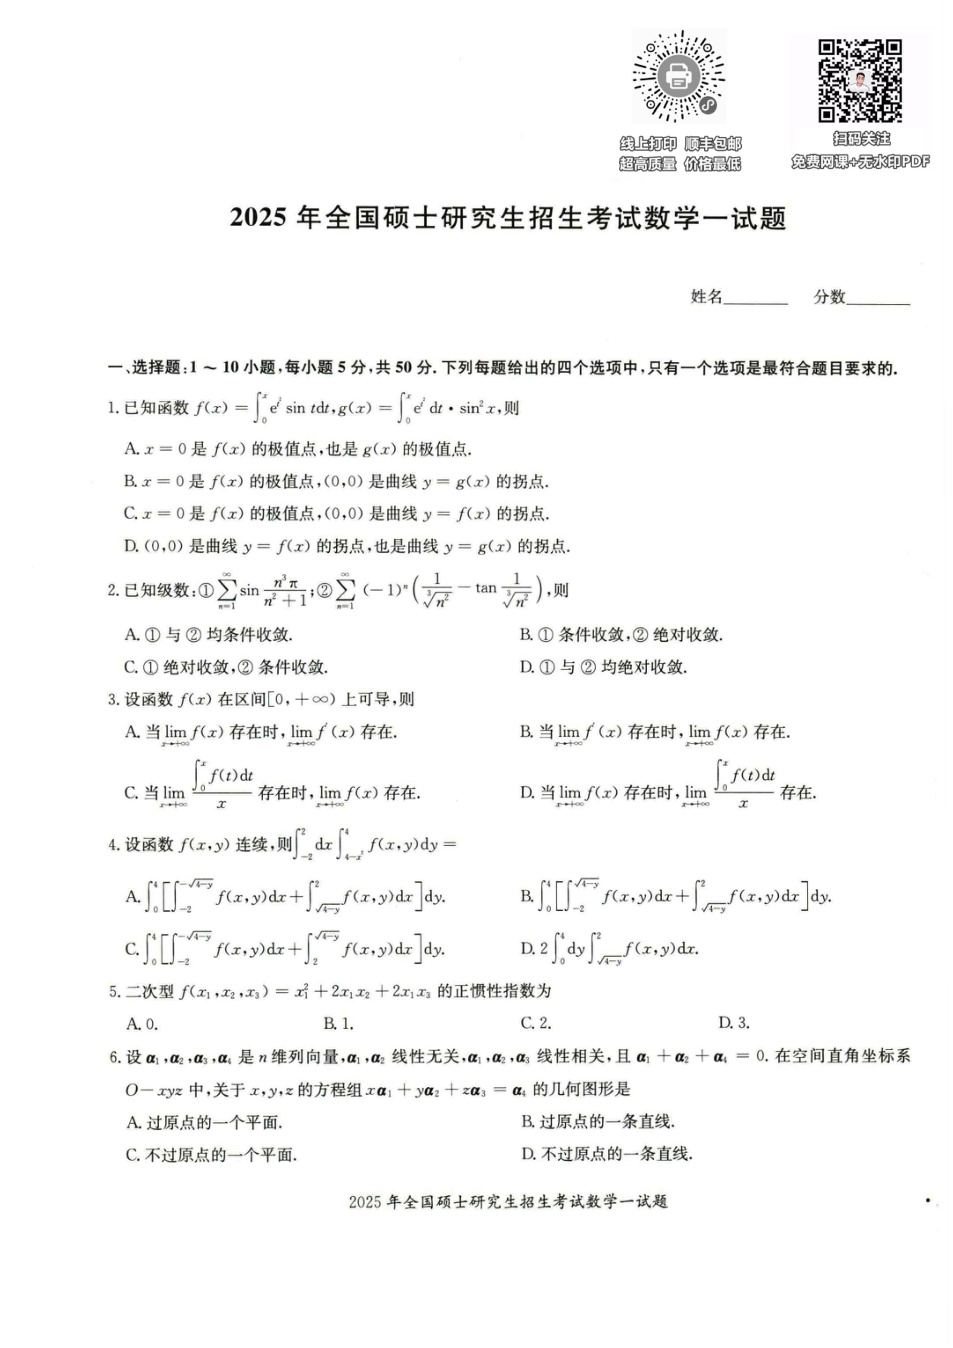 线上打印 顺丰包邮
超高质量 价格最低
扫码关注
免费网课+无水印PDF
2025 年全国硕士研究生招生考试数学一试题
姓名______ 分数______
一、选择题:1 ~ 10 小题,每小题 5 分,共 50 分. 下列每题给出的四个选项中,只有一个选项是最符合题目要求的.
1. 已知函数 f(x) = ∫₀ˣ e^{t²} sin tdt, g(x) = ∫₀ˣ e^{t²} dt · sin²x, 则
A. x = 0 是 f(x) 的极值点,也是 g(x) 的极值点.
B. x = 0 是 f(x) 的极值点,(0,0) 是曲线 y = g(x) 的拐点.
C. x = 0 是 f(x) 的极值点,(0,0) 是曲线 y = f(x) 的拐点.
D. (0,0) 是曲线 y = f(x) 的拐点,也是曲线 y = g(x) 的拐点.
2. 已知级数:① ∑_{n=1}^{∞} sin n³π/(n²+1); ② ∑_{n=1}^{∞} (−1)ⁿ (1/∛(n²) − tan 1/∛(n²)), 则
A. ① 与 ② 均条件收敛. B. ① 条件收敛,② 绝对收敛.
C. ① 绝对收敛,② 条件收敛. D. ① 与 ② 均绝对收敛.
3. 设函数 f(x) 在区间[0, +∞) 上可导,则
A. 当 lim_{x→+∞} f(x) 存在时, lim_{x→+∞} f′(x) 存在. B. 当 lim_{x→+∞} f′(x) 存在时, lim_{x→+∞} f(x) 存在.
C. 当 lim_{x→+∞} ∫₀ˣ f(t)dt / x 存在时, lim_{x→+∞} f(x) 存在. D. 当 lim_{x→+∞} f(x) 存在时, lim_{x→+∞} ∫₀ˣ f(t)dt / x 存在.
4. 设函数 f(x,y) 连续,则 ∫_{−2}^{2} dx ∫_{4−x²}^{4} f(x,y)dy =
A. ∫₀⁴ [∫_{−2}^{−√(4−y)} f(x,y)dx + ∫_{√(4−y)}^{2} f(x,y)dx] dy. B. ∫₀⁴ [∫_{−2}^{√(4−y)} f(x,y)dx + ∫_{√(4−y)}^{2} f(x,y)dx] dy.
C. ∫₀⁴ [∫_{−2}^{−√(4−y)} f(x,y)dx + ∫_{2}^{√(4−y)} f(x,y)dx] dy. D. 2∫₀⁴ dy ∫_{√(4−y)}^{2} f(x,y)dx.
5. 二次型 f(x₁,x₂,x₃) = x₁² + 2x₁x₂ + 2x₁x₃ 的正惯性指数为
A. 0. B. 1. C. 2. D. 3.
6. 设 α₁,α₂,α₃,α₄ 是 n 维列向量,α₁,α₂ 线性无关,α₁,α₂,α₃ 线性相关,且 α₁ + α₂ + α₄ = 0. 在空间直角坐标系
O−xyz 中,关于 x,y,z 的方程组 xα₁ + yα₂ + zα₃ = α₄ 的几何图形是
A. 过原点的一个平面. B. 过原点的一条直线.
C. 不过原点的一个平面. D. 不过原点的一条直线.
2025 年全国硕士研究生招生考试数学一试题